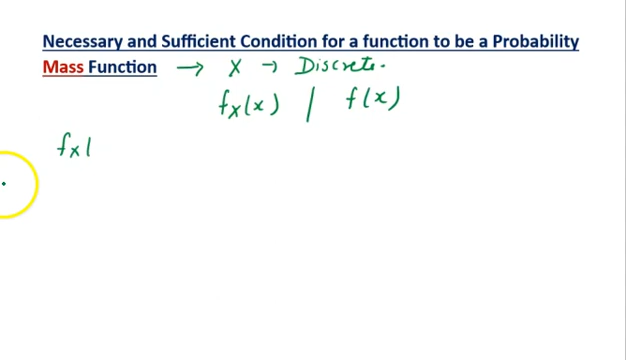 Necessary and Sufficient Condition for a function to be a Probability
Mass Function → X → Discrete.
fx(x) | f(x)
fx(